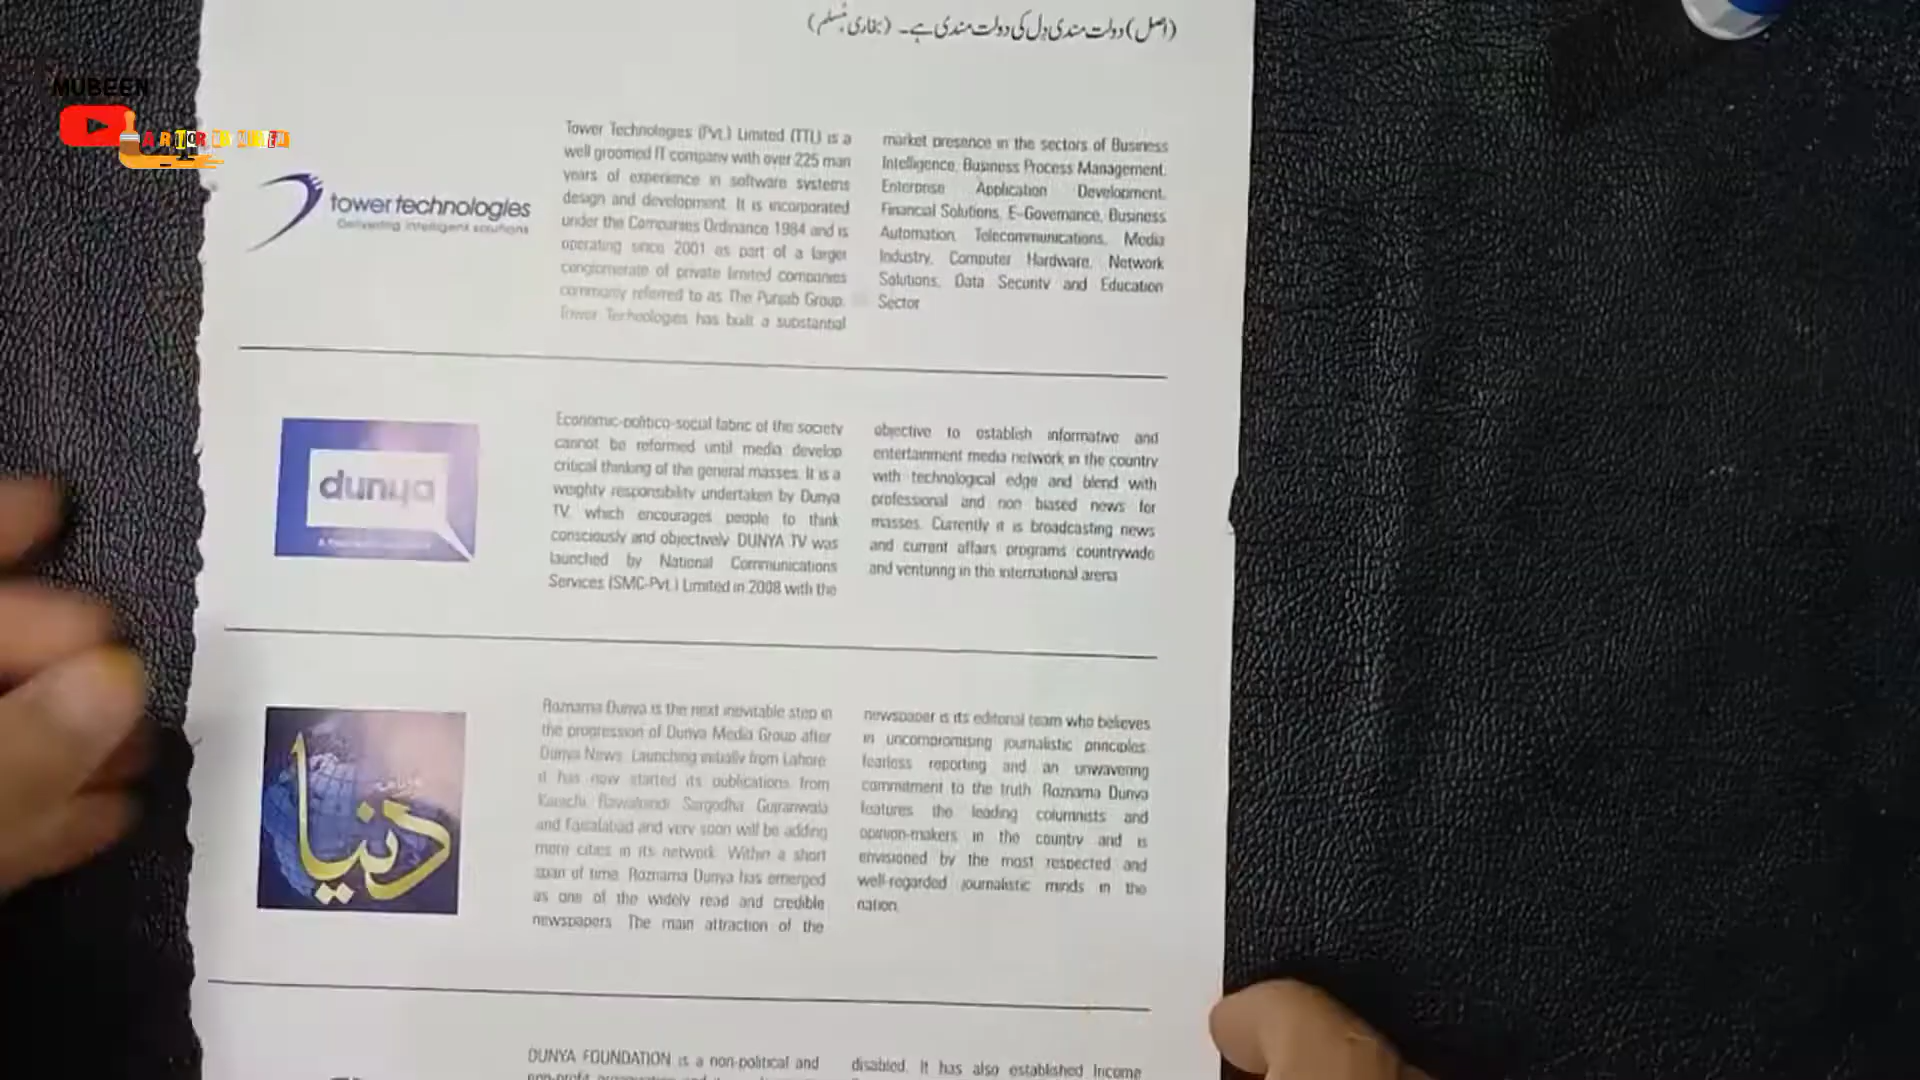 (اصل) دولت مندی دِل کی دولت مندی ہے۔ (بخاری، مُسلم)
MUBEEN
tower technologies
Delivering intelligent solutions
Tower Technologies (Pvt.) Limited (TTL) is a
well groomed IT company with over 225 man
years of experience in software systems
design and development. It is incorporated
under the Companies Ordinance 1984 and is
operating since 2001 as part of a larger
conglomerate of private limited companies
commonly referred to as The Punjab Group.
Tower Technologies has built a substantial
market presence in the sectors of Business
Intelligence, Business Process Management,
Enterprise Application Development,
Financial Solutions, E-Governance, Business
Automation, Telecommunications, Media
Industry, Computer Hardware, Network
Solutions, Data Security and Education
Sector
dunya
Economic-politico-social fabric of the society
cannot be reformed until media develop
critical thinking of the general masses. It is a
weighty responsibility undertaken by Dunya
TV, which encourages people to think
consciously and objectively. DUNYA TV was
launched by National Communications
Services (SMC-Pvt.) Limited in 2008 with the
objective to establish informative and
entertainment media network in the country
with technological edge and blend with
professional and non biased news for
masses. Currently it is broadcasting news
and current affairs programs countrywide
and venturing in the international arena
دنیا
Roznama Dunya is the next inevitable step in
the progression of Dunya Media Group after
Dunya News. Launching initially from Lahore,
it has now started its publications from
Karachi, Rawalpindi, Sargodha, Gujranwala
and Faisalabad and very soon will be adding
more cities in its network. Within a short
span of time, Roznama Dunya has emerged
as one of the widely read and credible
newspapers. The main attraction of the
newspaper is its editorial team who believes
in uncompromising journalistic principles,
fearless reporting and an unwavering
commitment to the truth. Roznama Dunya
features the leading columnists and
opinion-makers in the country and is
envisioned by the most respected and
well-regarded journalistic minds in the
nation.
DUNYA FOUNDATION is a non-political and
disabled. It has also established Income